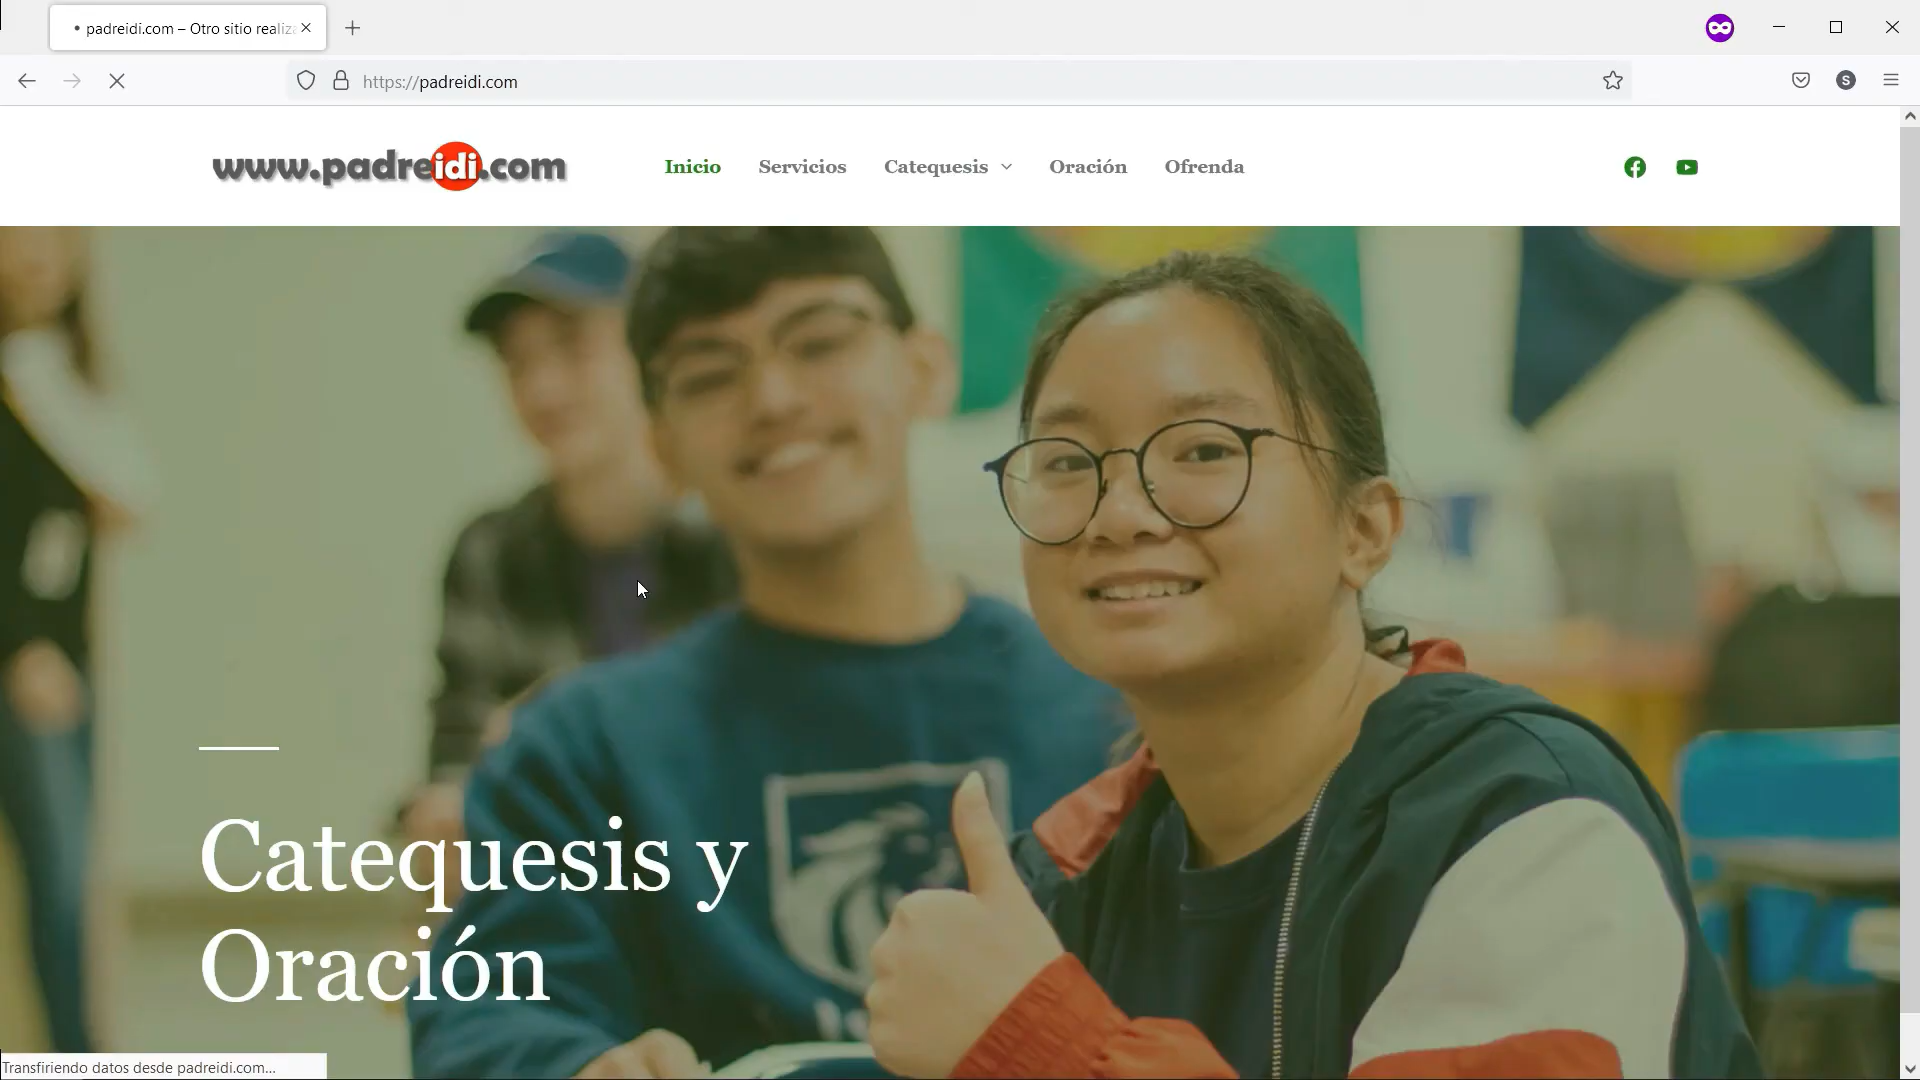 padreidi.com – Otro sitio realiza
https://padreidi.com
S
www.padreidi.com
Inicio Servicios Catequesis Oración Ofrenda
Catequesis y
Oración
Transfiriendo datos desde padreidi.com...